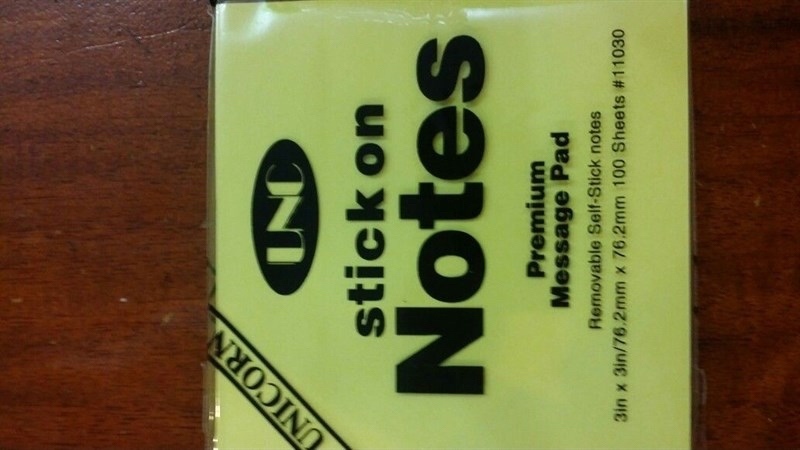 UNICORN
UNC
stick on
Notes
Premium
Message Pad
Removable Self-Stick notes
3in x 3in/76.2mm x 76.2mm 100 Sheets #11030